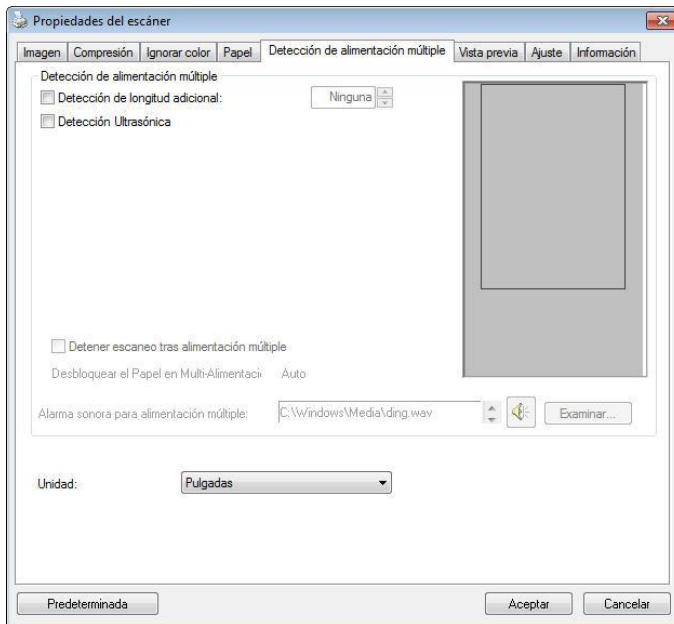 Propiedades del escáner
Imagen Compresión Ignorar color Papel Detección de alimentación múltiple Vista previa Ajuste Información
Detección de alimentación múltiple
Detección de longitud adicional: Ninguna
Detección Ultrasónica
Detener escaneo tras alimentación múltiple
Desbloquear el Papel en Multi-Alimentaci Auto
Alarma sonora para alimentación múltiple: C:\Windows\Media\ding.wav Examinar...
Unidad: Pulgadas
Predeterminada Aceptar Cancelar